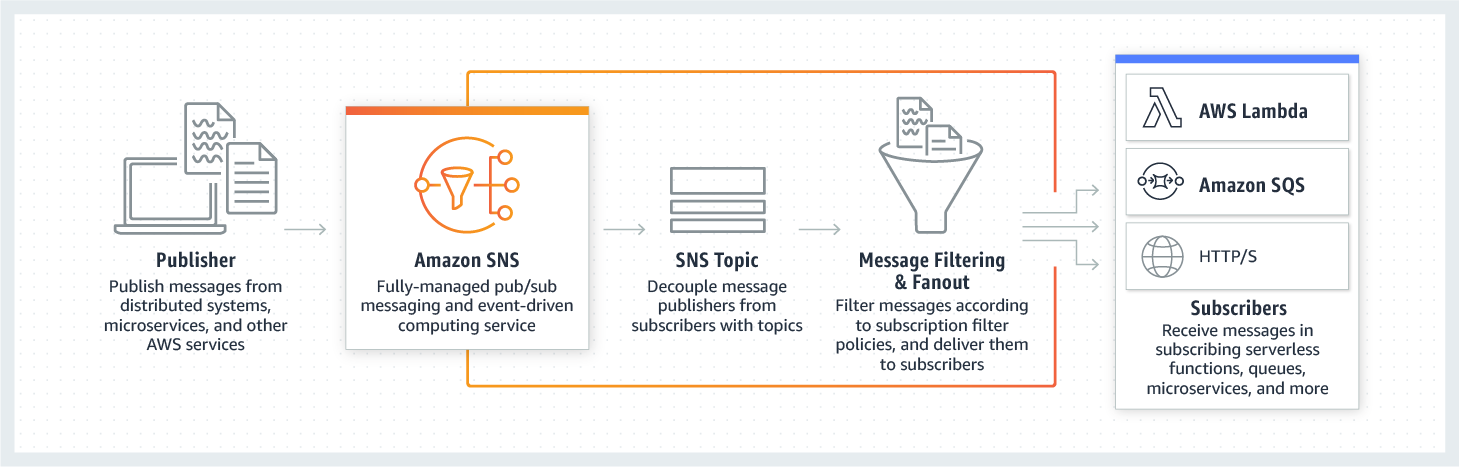 Publisher
Publish messages from
distributed systems,
microservices, and other
AWS services
Amazon SNS
Fully-managed pub/sub
messaging and event-driven
computing service
SNS Topic
Decouple message
publishers from
subscribers with topics
Message Filtering
& Fanout
Filter messages according
to subscription filter
policies, and deliver them
to subscribers
AWS Lambda
Amazon SQS
HTTP/S
Subscribers
Receive messages in
subscribing serverless
functions, queues,
microservices, and more